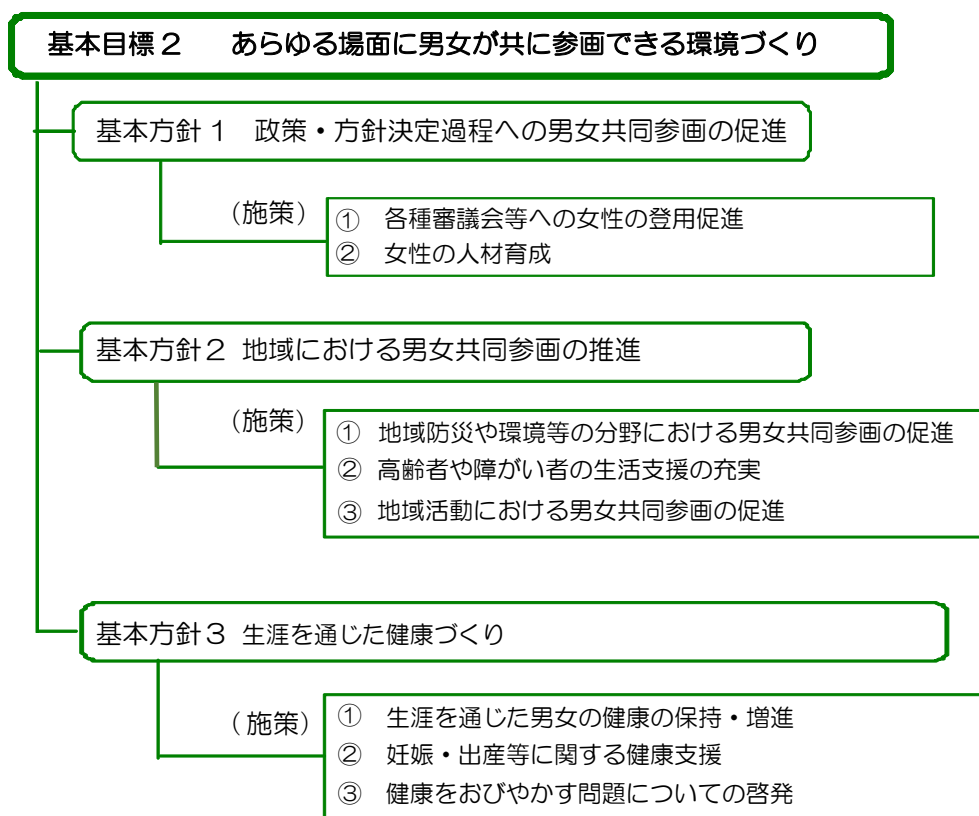 基本目標２　あらゆる場面に男女が共に参画できる環境づくり
基本方針１　政策・方針決定過程への男女共同参画の促進
（施策）
①　各種審議会等への女性の登用促進
②　女性の人材育成
基本方針２ 地域における男女共同参画の推進
（施策）
①　地域防災や環境等の分野における男女共同参画の促進
②　高齢者や障がい者の生活支援の充実
③　地域活動における男女共同参画の促進
基本方針３ 生涯を通じた健康づくり
（施策）
①　生涯を通じた男女の健康の保持・増進
②　妊娠・出産等に関する健康支援
③　健康をおびやかす問題についての啓発